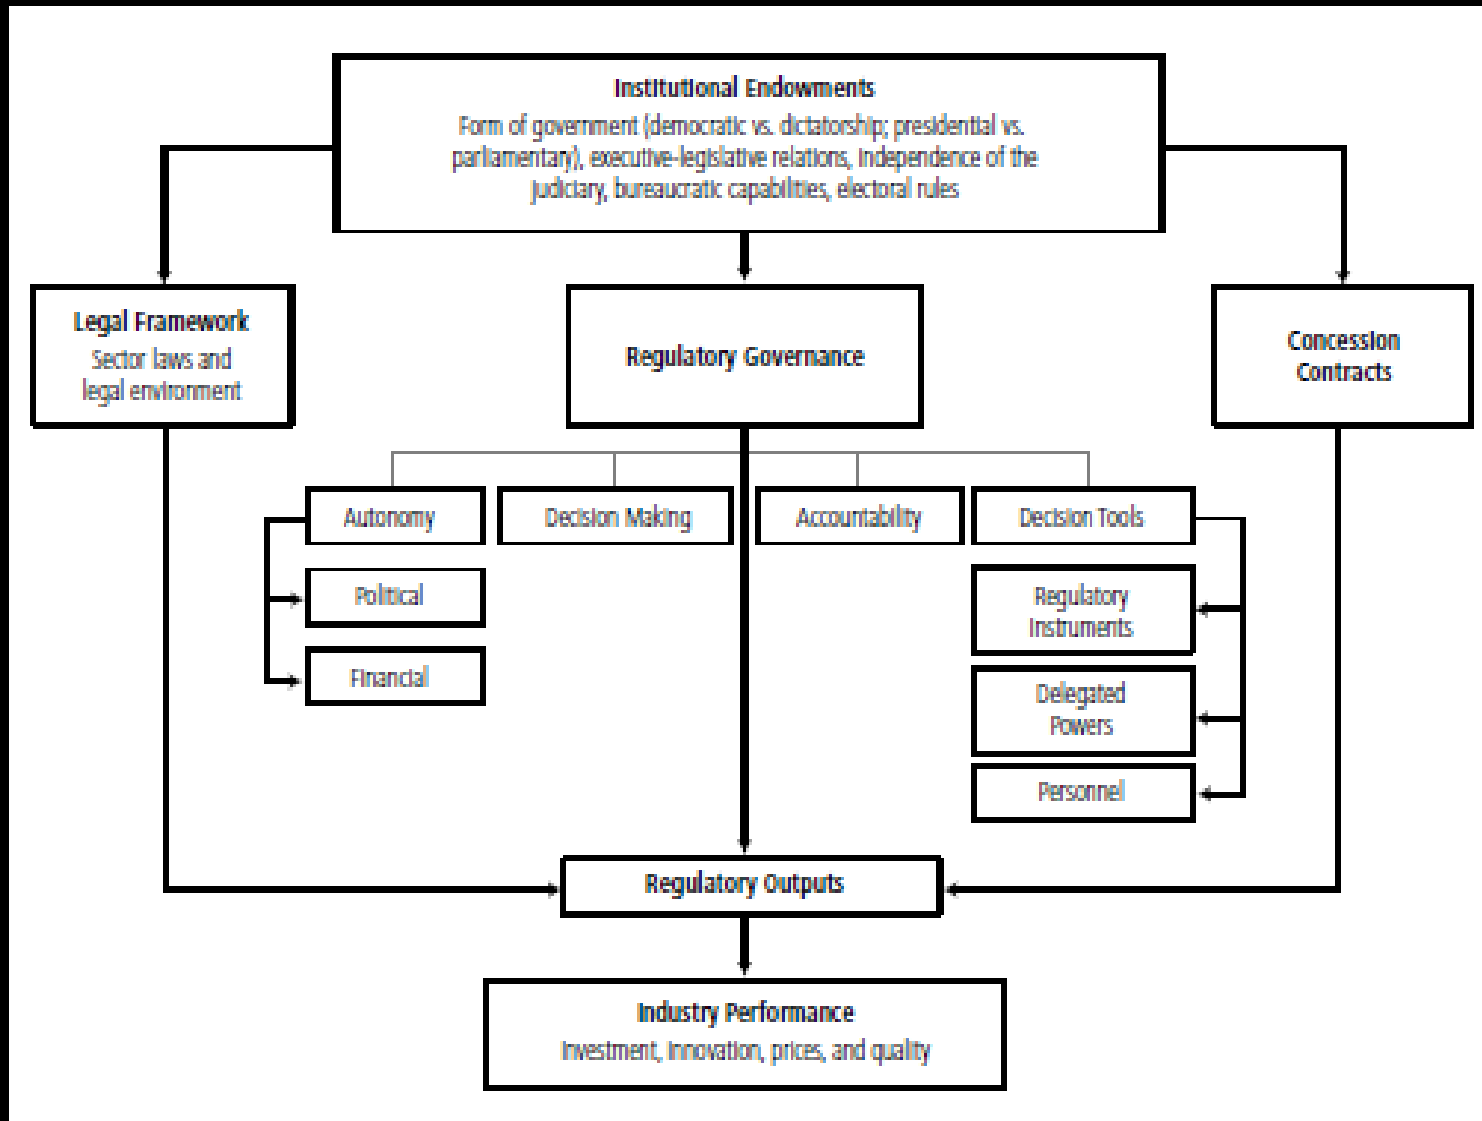 Institutional Endowments
Form of government (democratic vs. dictatorship; presidential vs.
parliamentary), executive-legislative relations, independence of the
judiciary, bureaucratic capabilities, electoral rules
Legal Framework
Sector laws and
legal environment
Regulatory Governance
Concession
Contracts
Autonomy
Decision Making
Accountability
Decision Tools
Political
Financial
Regulatory
Instruments
Delegated
Powers
Personnel
Regulatory Outputs
Industry Performance
Investment, innovation, prices, and quality